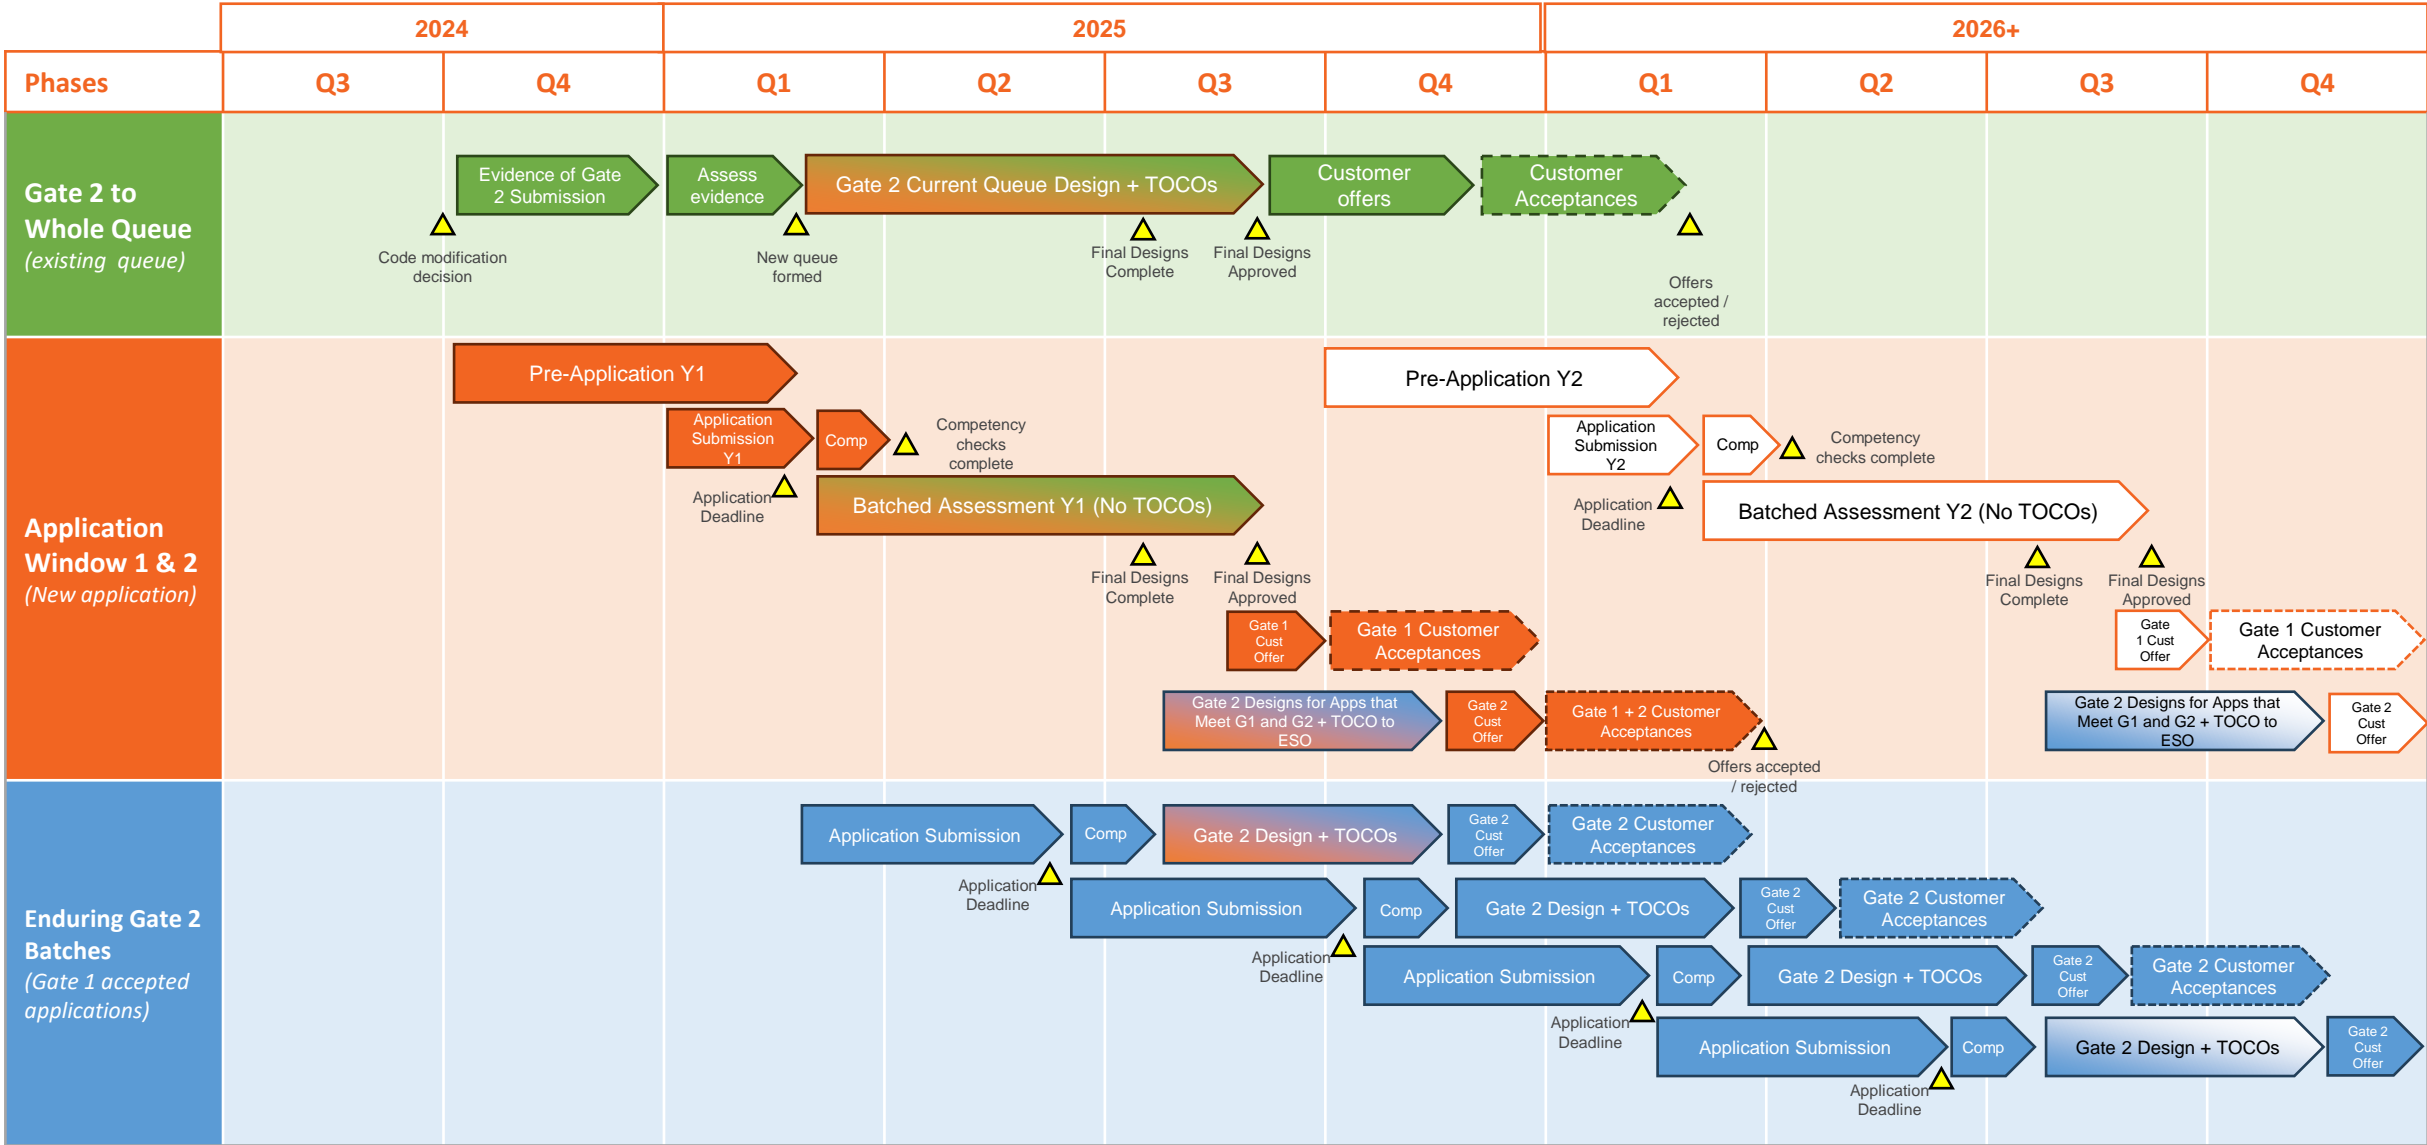 2024
2025
2026+
Phases
Q3
Q4
Q1
Q2
Q3
Q4
Q1
Q2
Q3
Q4
Gate 2 to
Whole Queue
(existing queue)
Evidence of Gate
2 Submission
Assess
evidence
Gate 2 Current Queue Design + TOCOs
Customer
offers
Customer
Acceptances
Code modification
decision
New queue
formed
Final Designs
Complete
Final Designs
Approved
Offers
accepted /
rejected
Application
Window 1 & 2
(New application)
Pre-Application Y1
Pre-Application Y2
Application
Submission
Y1
Comp
Competency
checks
complete
Application
Submission
Y2
Comp
Competency
checks complete
Application
Deadline
Batched Assessment Y1 (No TOCOs)
Application
Deadline
Batched Assessment Y2 (No TOCOs)
Final Designs
Complete
Final Designs
Approved
Final Designs
Complete
Final Designs
Approved
Gate 1
Cust
Offer
Gate 1 Customer
Acceptances
Gate
1 Cust
Offer
Gate 1 Customer
Acceptances
Gate 2 Designs for Apps that
Meet G1 and G2 + TOCO to
ESO
Gate 2
Cust
Offer
Gate 1 + 2 Customer
Acceptances
Gate 2 Designs for Apps that
Meet G1 and G2 + TOCO to
ESO
Gate 2
Cust
Offer
Offers accepted
/ rejected
Enduring Gate 2
Batches
(Gate 1 accepted
applications)
Application Submission
Comp
Gate 2 Design + TOCOs
Gate 2
Cust
Offer
Gate 2 Customer
Acceptances
Application
Deadline
Application Submission
Comp
Gate 2 Design + TOCOs
Gate 2
Cust
Offer
Gate 2 Customer
Acceptances
Application
Deadline
Application Submission
Comp
Gate 2 Design + TOCOs
Gate 2
Cust
Offer
Gate 2 Customer
Acceptances
Application
Deadline
Application Submission
Comp
Gate 2 Design + TOCOs
Gate 2
Cust
Offer
Application
Deadline